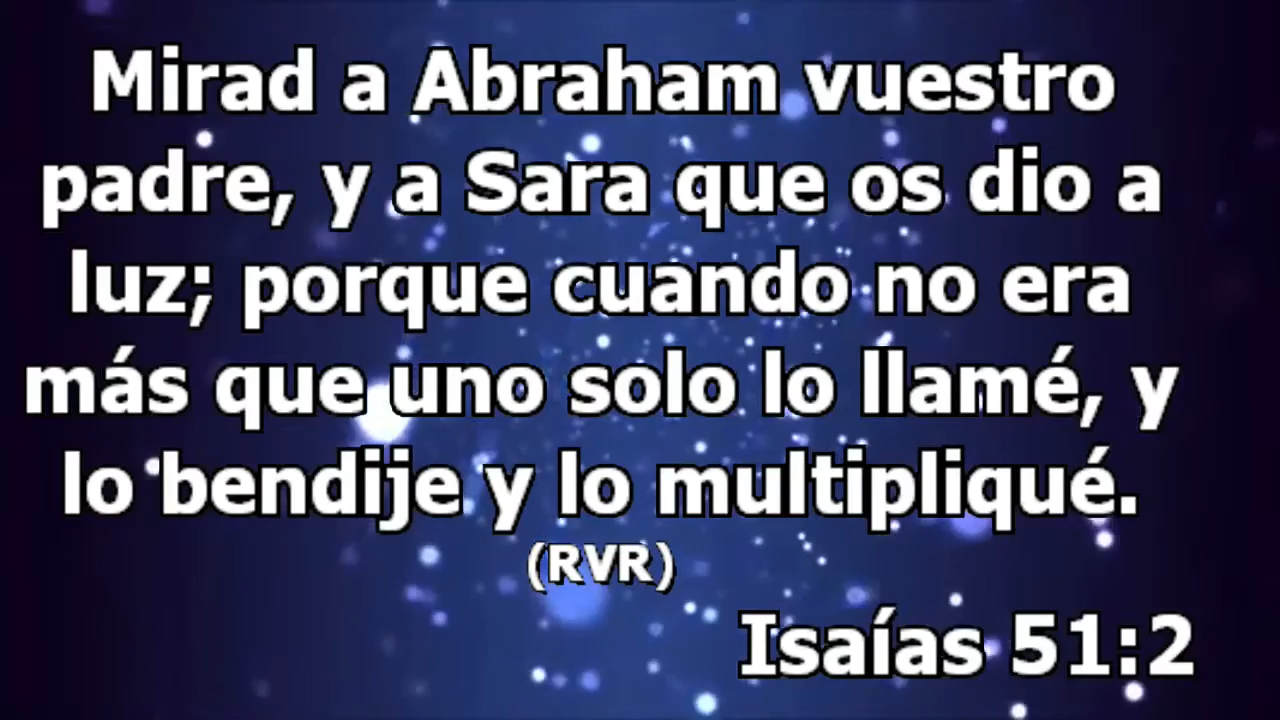 Mirad a Abraham vuestro
padre, y a Sara que os dio a
luz; porque cuando no era
más que uno solo lo llamé, y
lo bendije y lo multipliqué.
(RVR)
Isaías 51:2